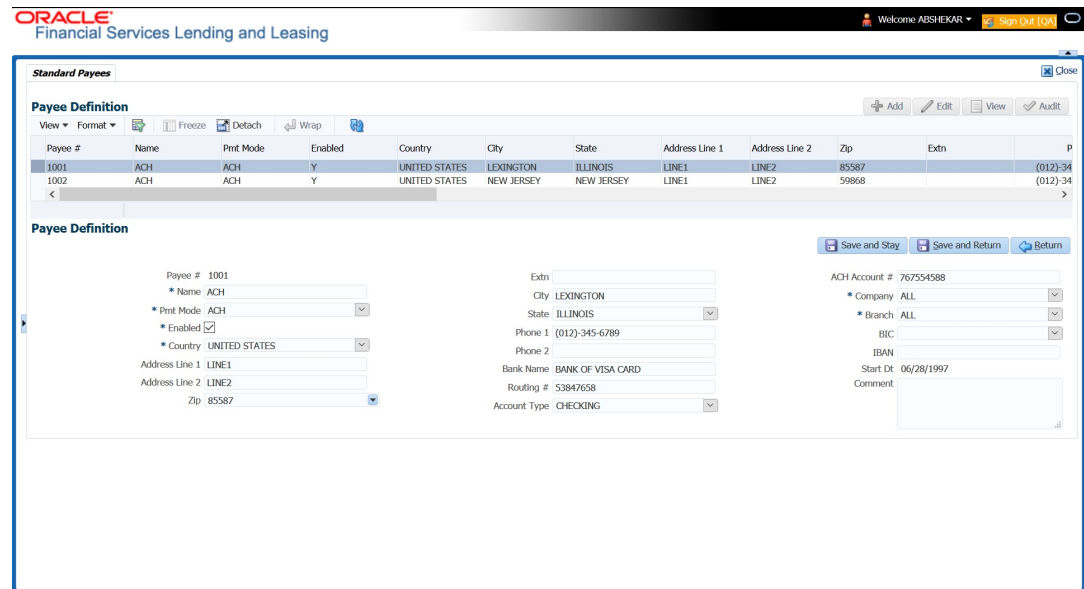 ORACLE
Financial Services Lending and Leasing
Welcome ABSHEKAR
Sign Out [QA]
Standard Payees
Close
Payee Definition
Add Edit View Audit
View Format Freeze Detach Wrap
Payee # Name Pmt Mode Enabled Country City State Address Line 1 Address Line 2 Zip Extn P
1001 ACH ACH Y UNITED STATES LEXINGTON ILLINOIS LINE1 LINE2 85587 (012)-34
1002 ACH ACH Y UNITED STATES NEW JERSEY NEW JERSEY LINE1 LINE2 59868 (012)-34
Payee Definition
Save and Stay Save and Return Return
Payee # 1001
* Name ACH
* Pmt Mode ACH
* Enabled
* Country UNITED STATES
Address Line 1 LINE1
Address Line 2 LINE2
Zip 85587
Extn
City LEXINGTON
State ILLINOIS
Phone 1 (012)-345-6789
Phone 2
Bank Name BANK OF VISA CARD
Routing # 53847658
Account Type CHECKING
ACH Account # 767554588
* Company ALL
* Branch ALL
BIC
IBAN
Start Dt 06/28/1997
Comment